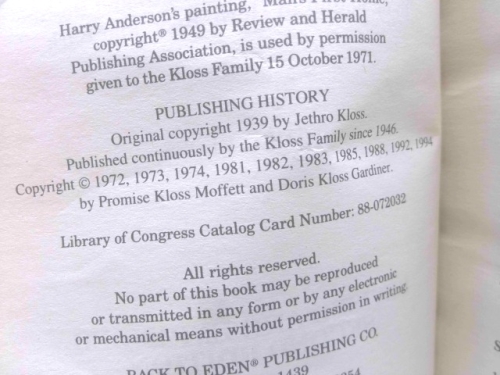 Harry Anderson's painting, "Man's First Home,"
copyright® 1949 by Review and Herald
Publishing Association, is used by permission
given to the Kloss Family 15 October 1971.
PUBLISHING HISTORY
Original copyright 1939 by Jethro Kloss.
Published continuously by the Kloss Family since 1946.
Copyright © 1972, 1973, 1974, 1981, 1982, 1983, 1985, 1988, 1992, 1994
by Promise Kloss Moffett and Doris Kloss Gardiner.
Library of Congress Catalog Card Number: 88-072032
All rights reserved.
No part of this book may be reproduced
or transmitted in any form or by any electronic
or mechanical means without permission in writing
BACK TO EDEN® PUBLISHING CO.
1439